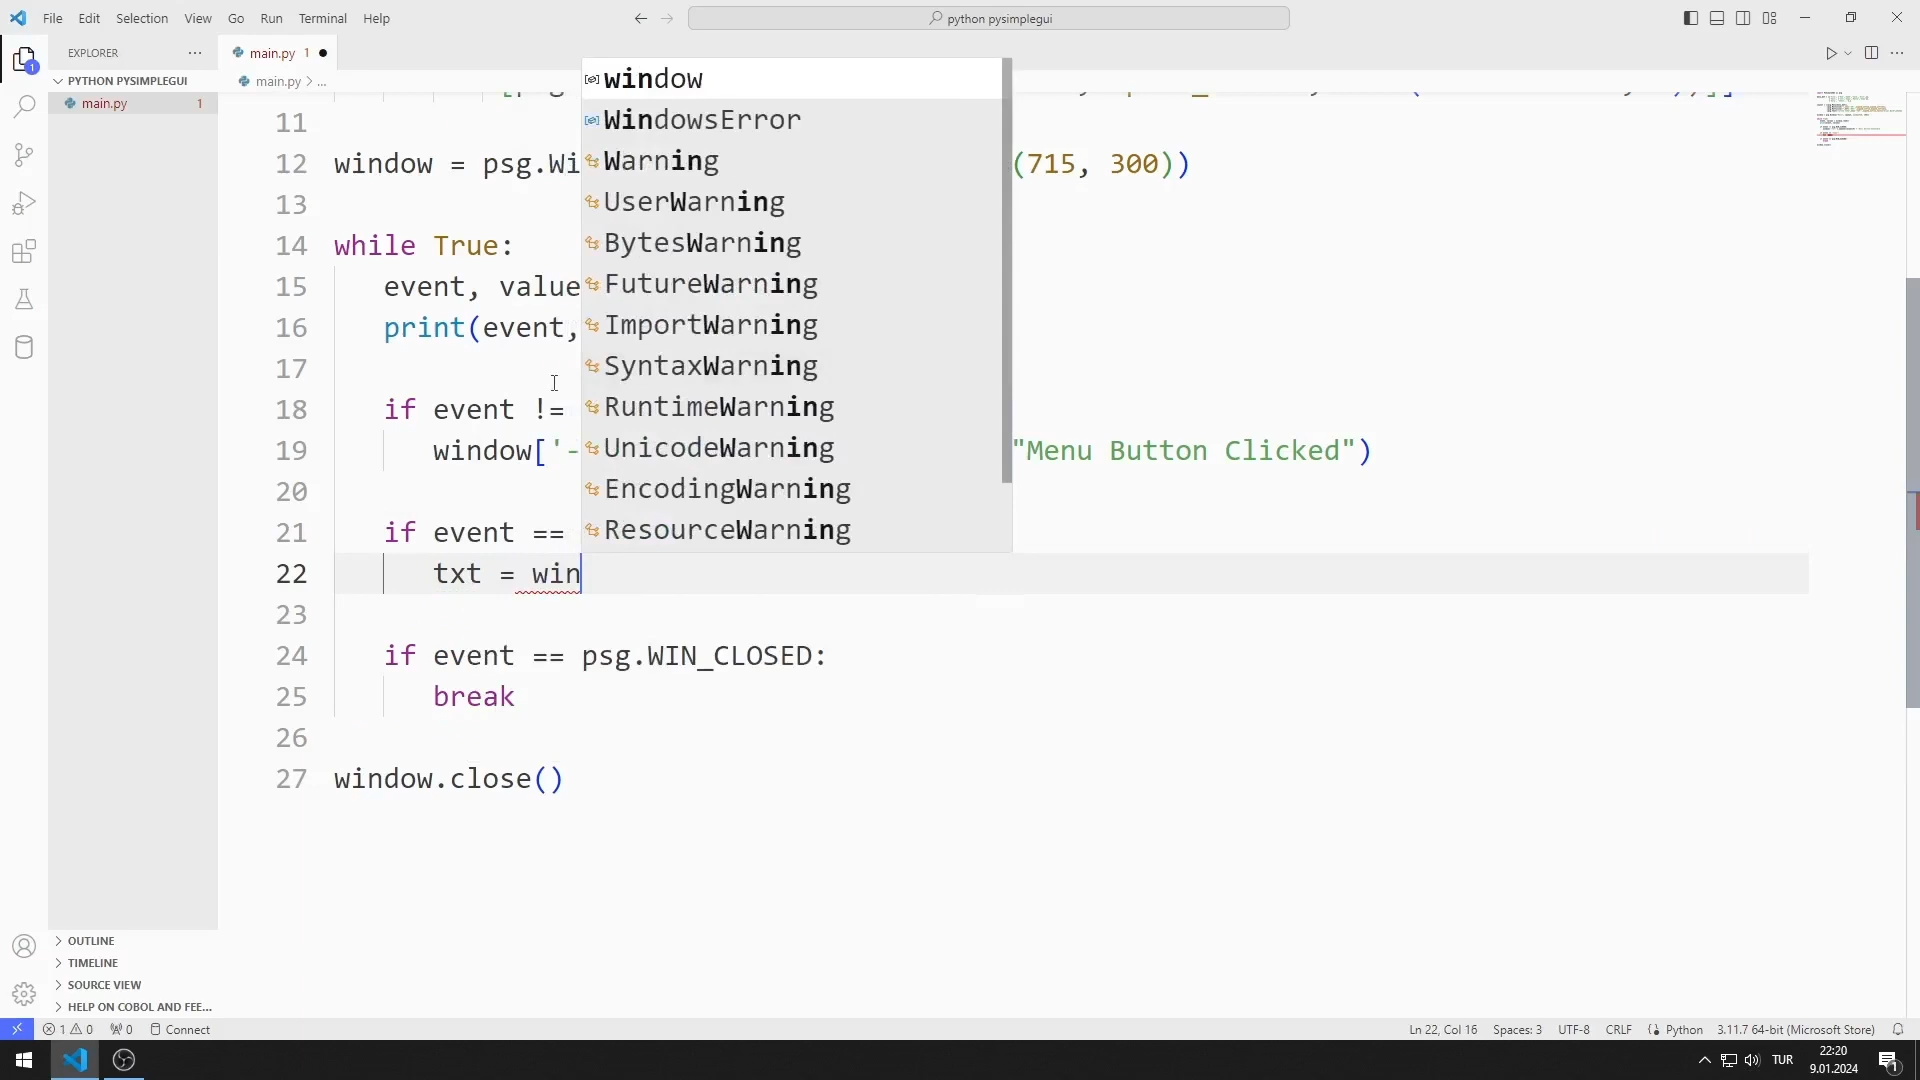 File Edit Selection View Go Run Terminal Help
python pysimplegui
EXPLORER
main.py 1
PYTHON PYSIMPLEGUI
main.py > ...
main.py 1
11
12 window = psg.Wi (715, 300))
13
14 while True:
15 event, value
16 print(event,
17
18 if event !=
19 window['- "Menu Button Clicked")
20
21 if event ==
22 txt = win
23
24 if event == psg.WIN_CLOSED:
25 break
26
27 window.close()
window
WindowsError
Warning
UserWarning
BytesWarning
FutureWarning
ImportWarning
SyntaxWarning
RuntimeWarning
UnicodeWarning
EncodingWarning
ResourceWarning
OUTLINE
TIMELINE
SOURCE VIEW
HELP ON COBOL AND FEE...
1 0 0 Connect
Ln 22, Col 16 Spaces: 3 UTF-8 CRLF Python 3.11.7 64-bit (Microsoft Store)
TUR 22:20
9.01.2024
1